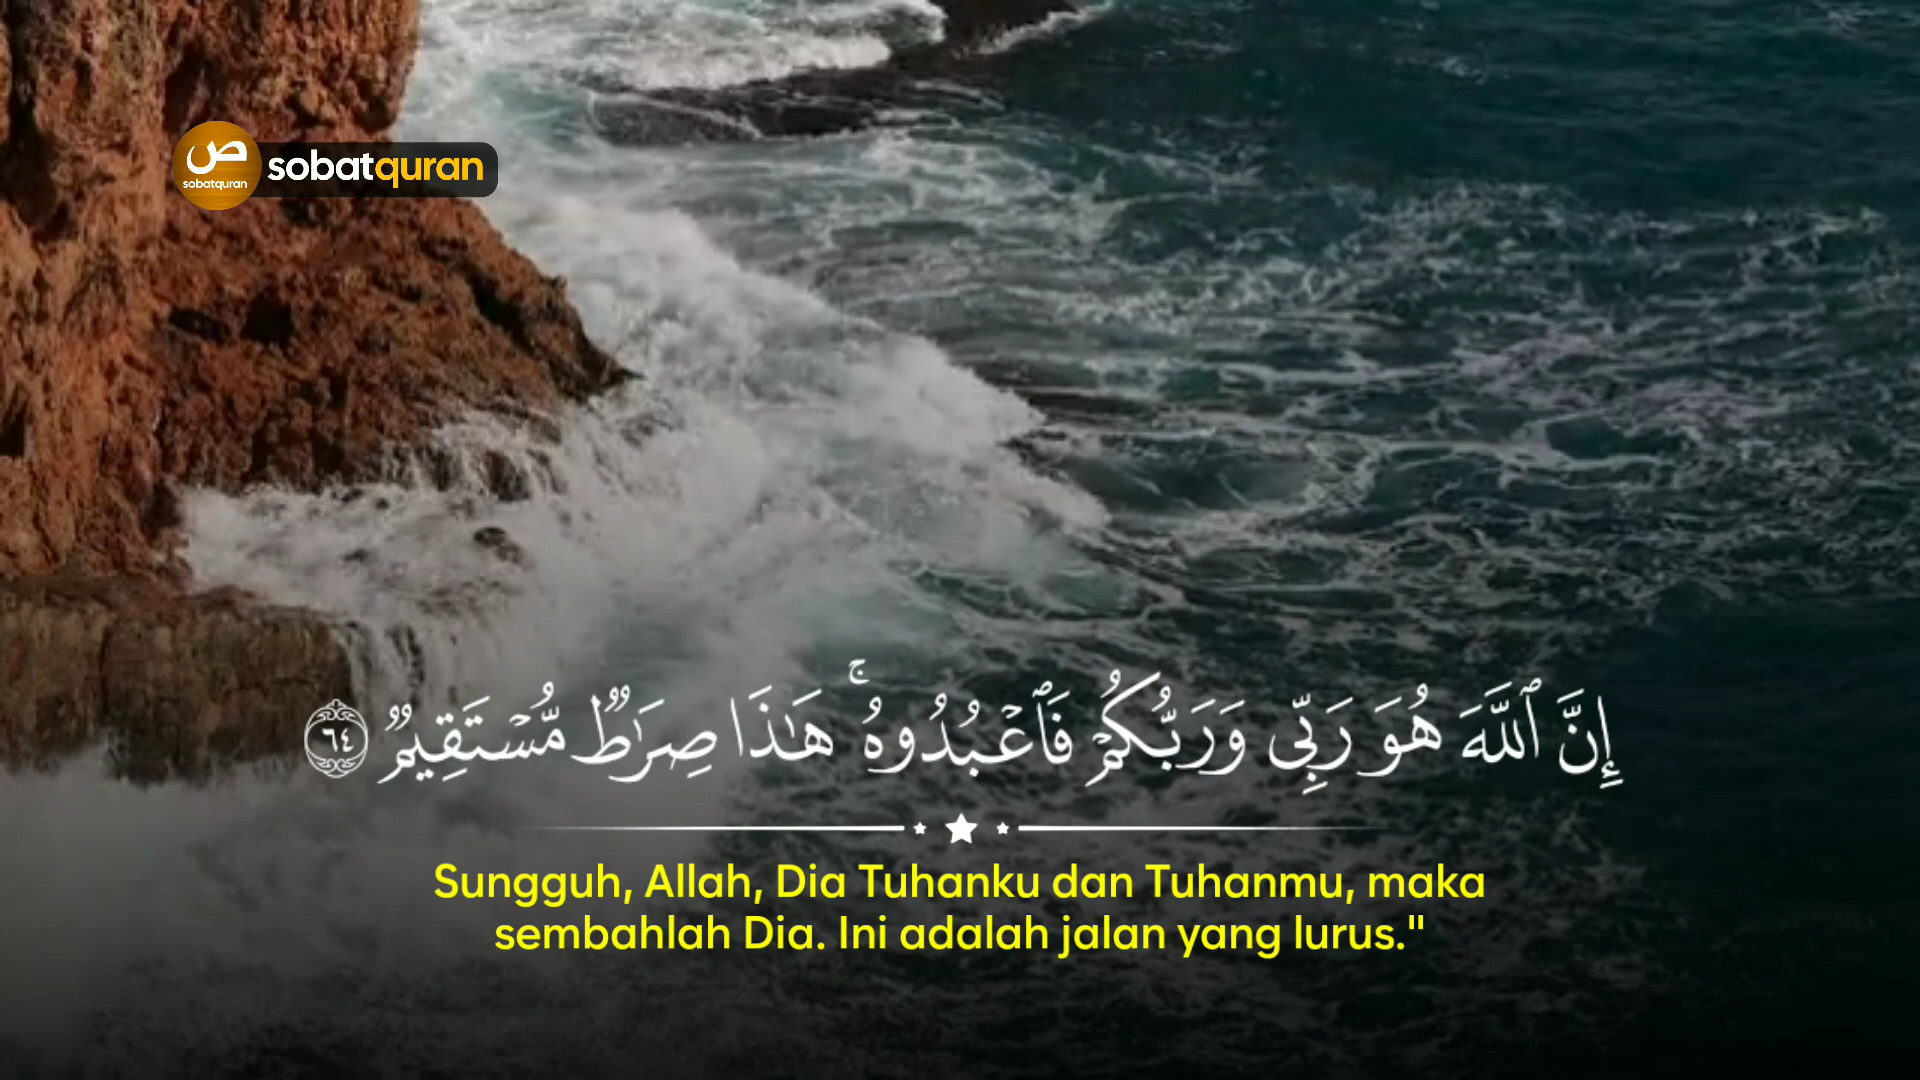 ص
sobatquran
sobatquran
إِنَّ ٱللَّهَ هُوَ رَبِّى وَرَبُّكُمْ فَٱعْبُدُوهُ ۚ هَـٰذَا صِرَٰطٌ مُّسْتَقِيمٌ ٦٤
Sungguh, Allah, Dia Tuhanku dan Tuhanmu, maka
sembahlah Dia. Ini adalah jalan yang lurus."